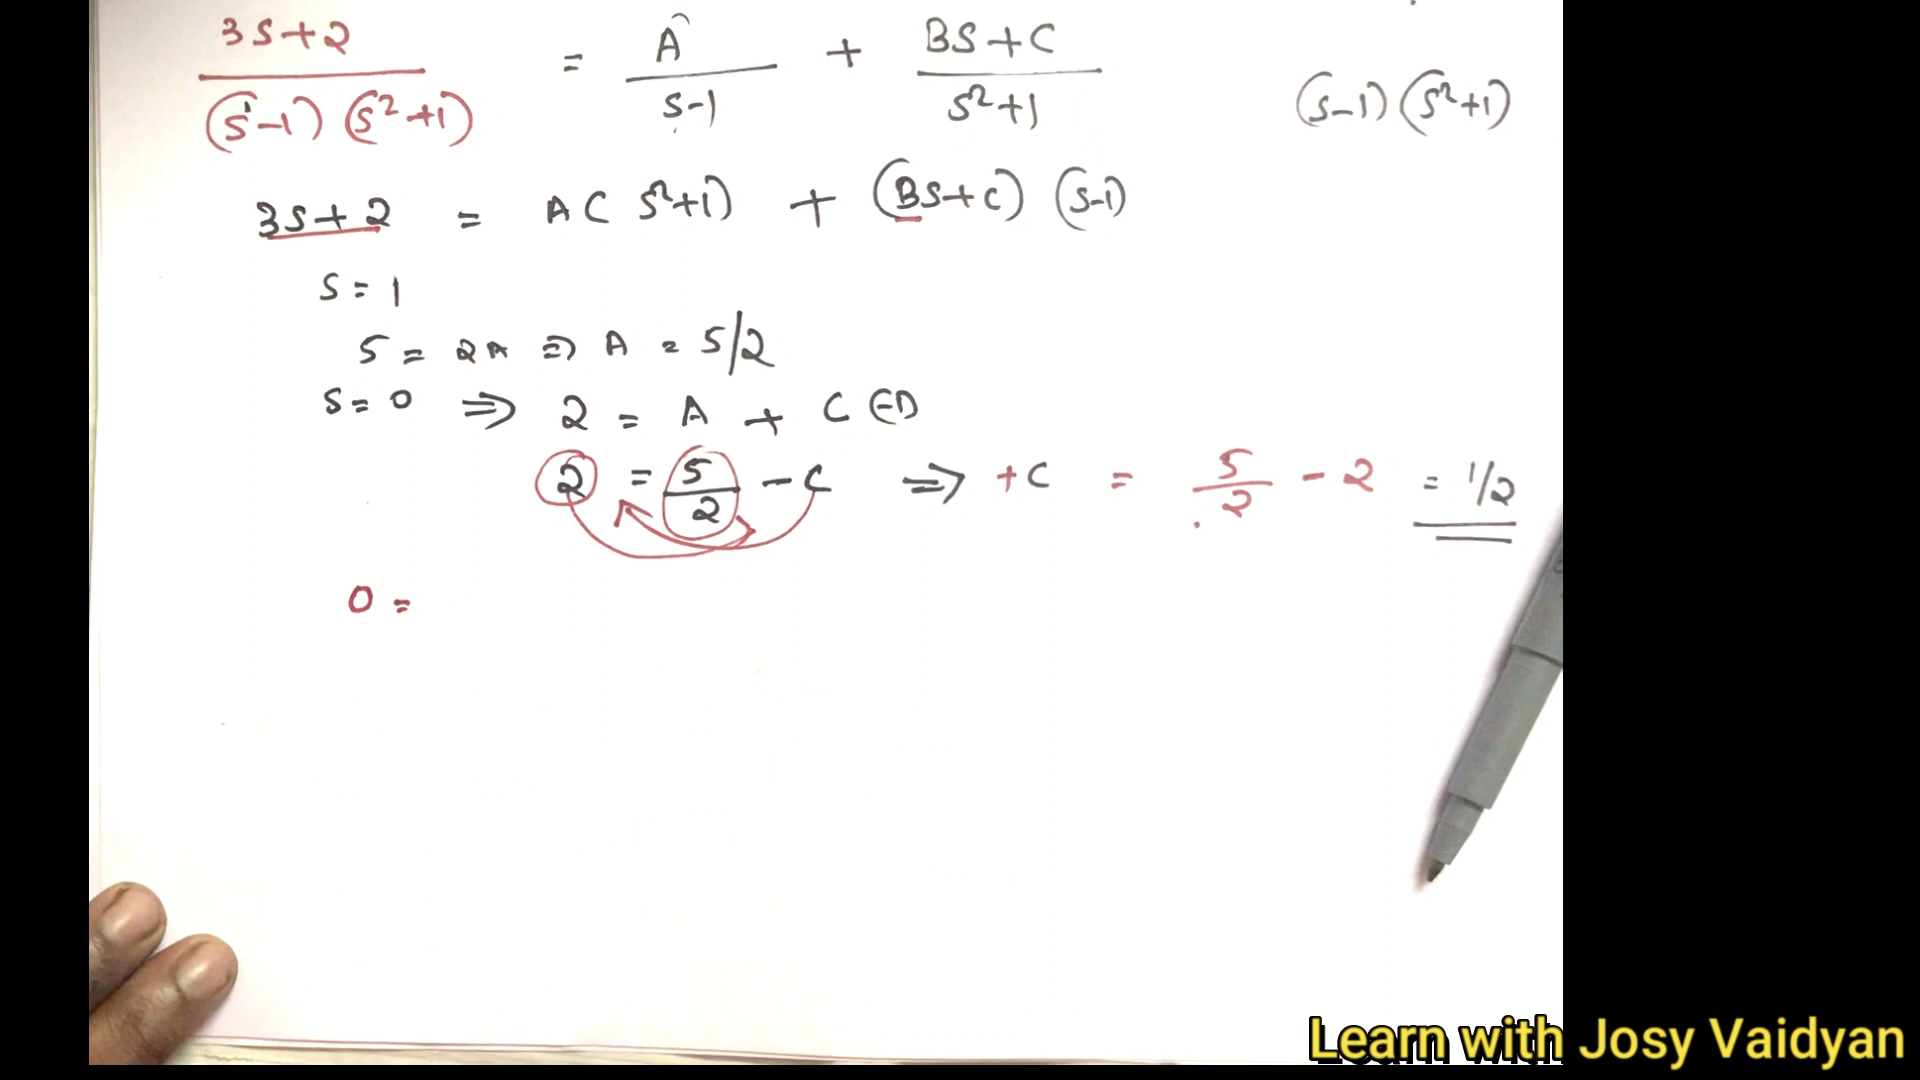 3s+2 / (s-1) (s²+1) = A / s-1 + Bs+C / s²+1 (s-1) (s²+1)
3s+2 = A( s²+1) + (Bs+C) (s-1)
s = 1
5 = 2A ⇒ A = 5/2
s = 0 ⇒ 2 = A + C(-1)
2 = 5/2 - C ⇒ +C = 5/2 - 2 = 1/2
0 =
Learn with Josy Vaidyan